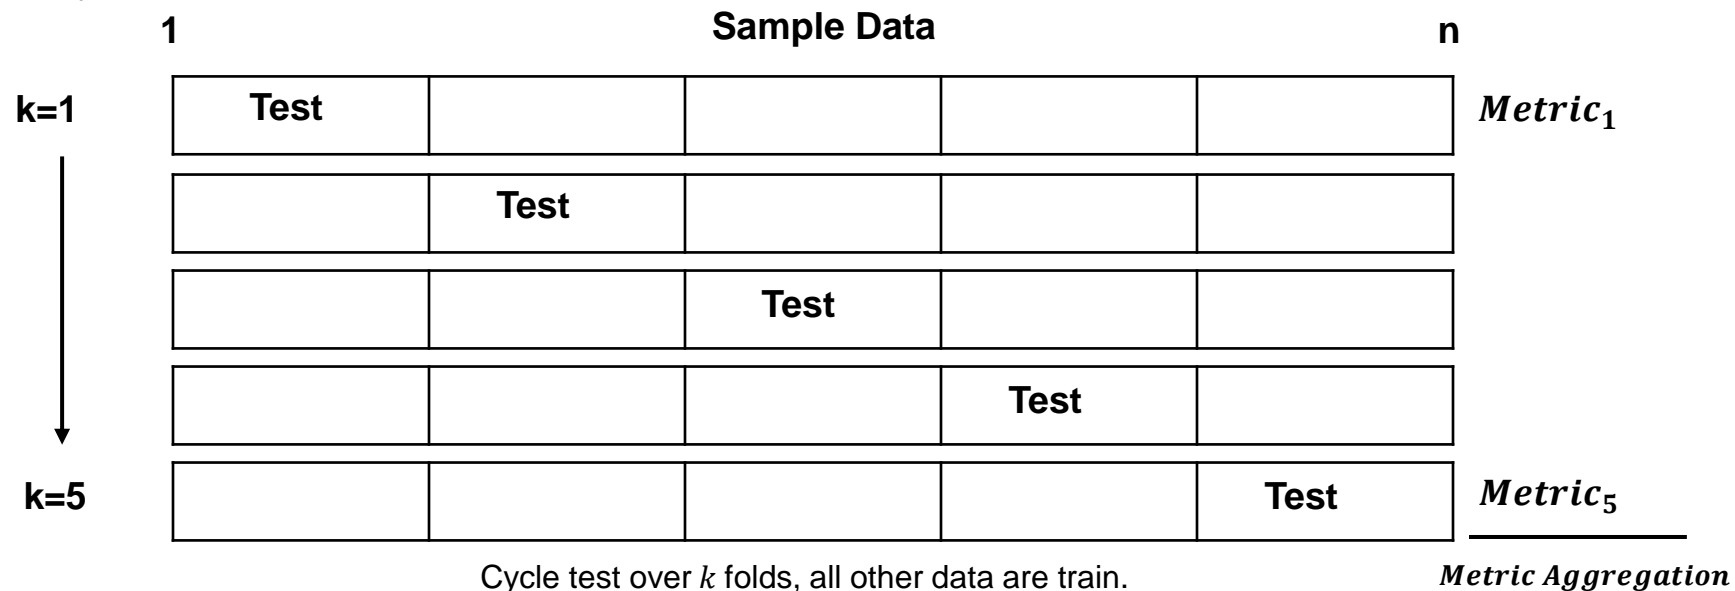 1 Sample Data n
k=1 Test Metric₁
Test
Test
Test
k=5 Test Metric₅
Cycle test over k folds, all other data are train. Metric Aggregation